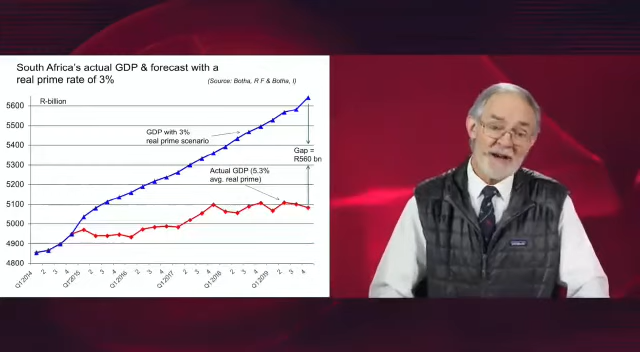 South Africa's actual GDP & forecast with a
real prime rate of 3%
(Source: Botha, R F & Botha, I)
R-billion
5600
5500
5400
5300
5200
5100
5000
4900
4800
GDP with 3%
real prime scenario
Gap =
R560 bn
Actual GDP (5.3%
avg. real prime)
Q1 2014 2 3 4 Q1 2015 2 3 4 Q1 2016 2 3 4 Q1 2017 2 3 4 Q1 2018 2 3 4 Q1 2019 2 3 4
patagonia